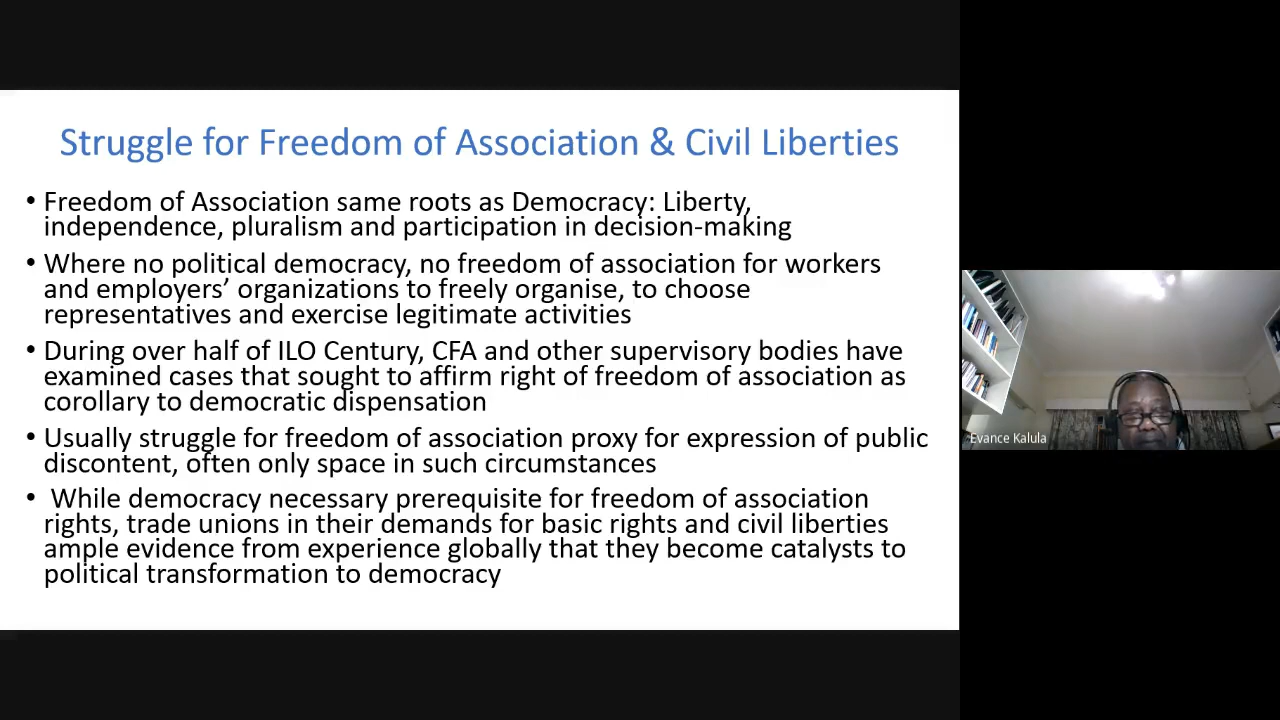 Struggle for Freedom of Association & Civil Liberties
• Freedom of Association same roots as Democracy: Liberty,
independence, pluralism and participation in decision-making
• Where no political democracy, no freedom of association for workers
and employers’ organizations to freely organise, to choose
representatives and exercise legitimate activities
• During over half of ILO Century, CFA and other supervisory bodies have
examined cases that sought to affirm right of freedom of association as
corollary to democratic dispensation
• Usually struggle for freedom of association proxy for expression of public
discontent, often only space in such circumstances
• While democracy necessary prerequisite for freedom of association
rights, trade unions in their demands for basic rights and civil liberties
ample evidence from experience globally that they become catalysts to
political transformation to democracy
Evance Kalula